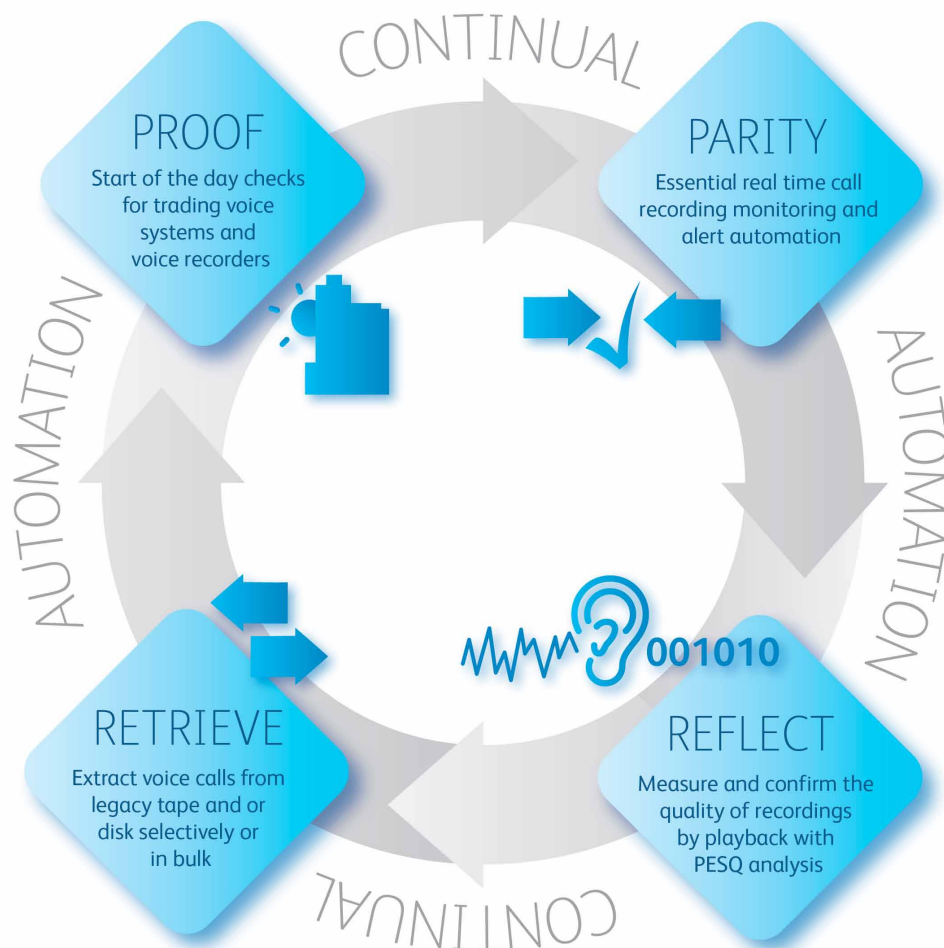 CONTINUAL
PROOF
Start of the day checks
for trading voice
systems and
voice recorders
PARITY
Essential real time call
recording monitoring and
alert automation
AUTOMATION
AUTOMATION
001010
RETRIEVE
Extract voice calls from
legacy tape and or
disk selectively or
in bulk
REFLECT
Measure and confirm the
quality of recordings
by playback with
PESQ analysis
CONTINUAL